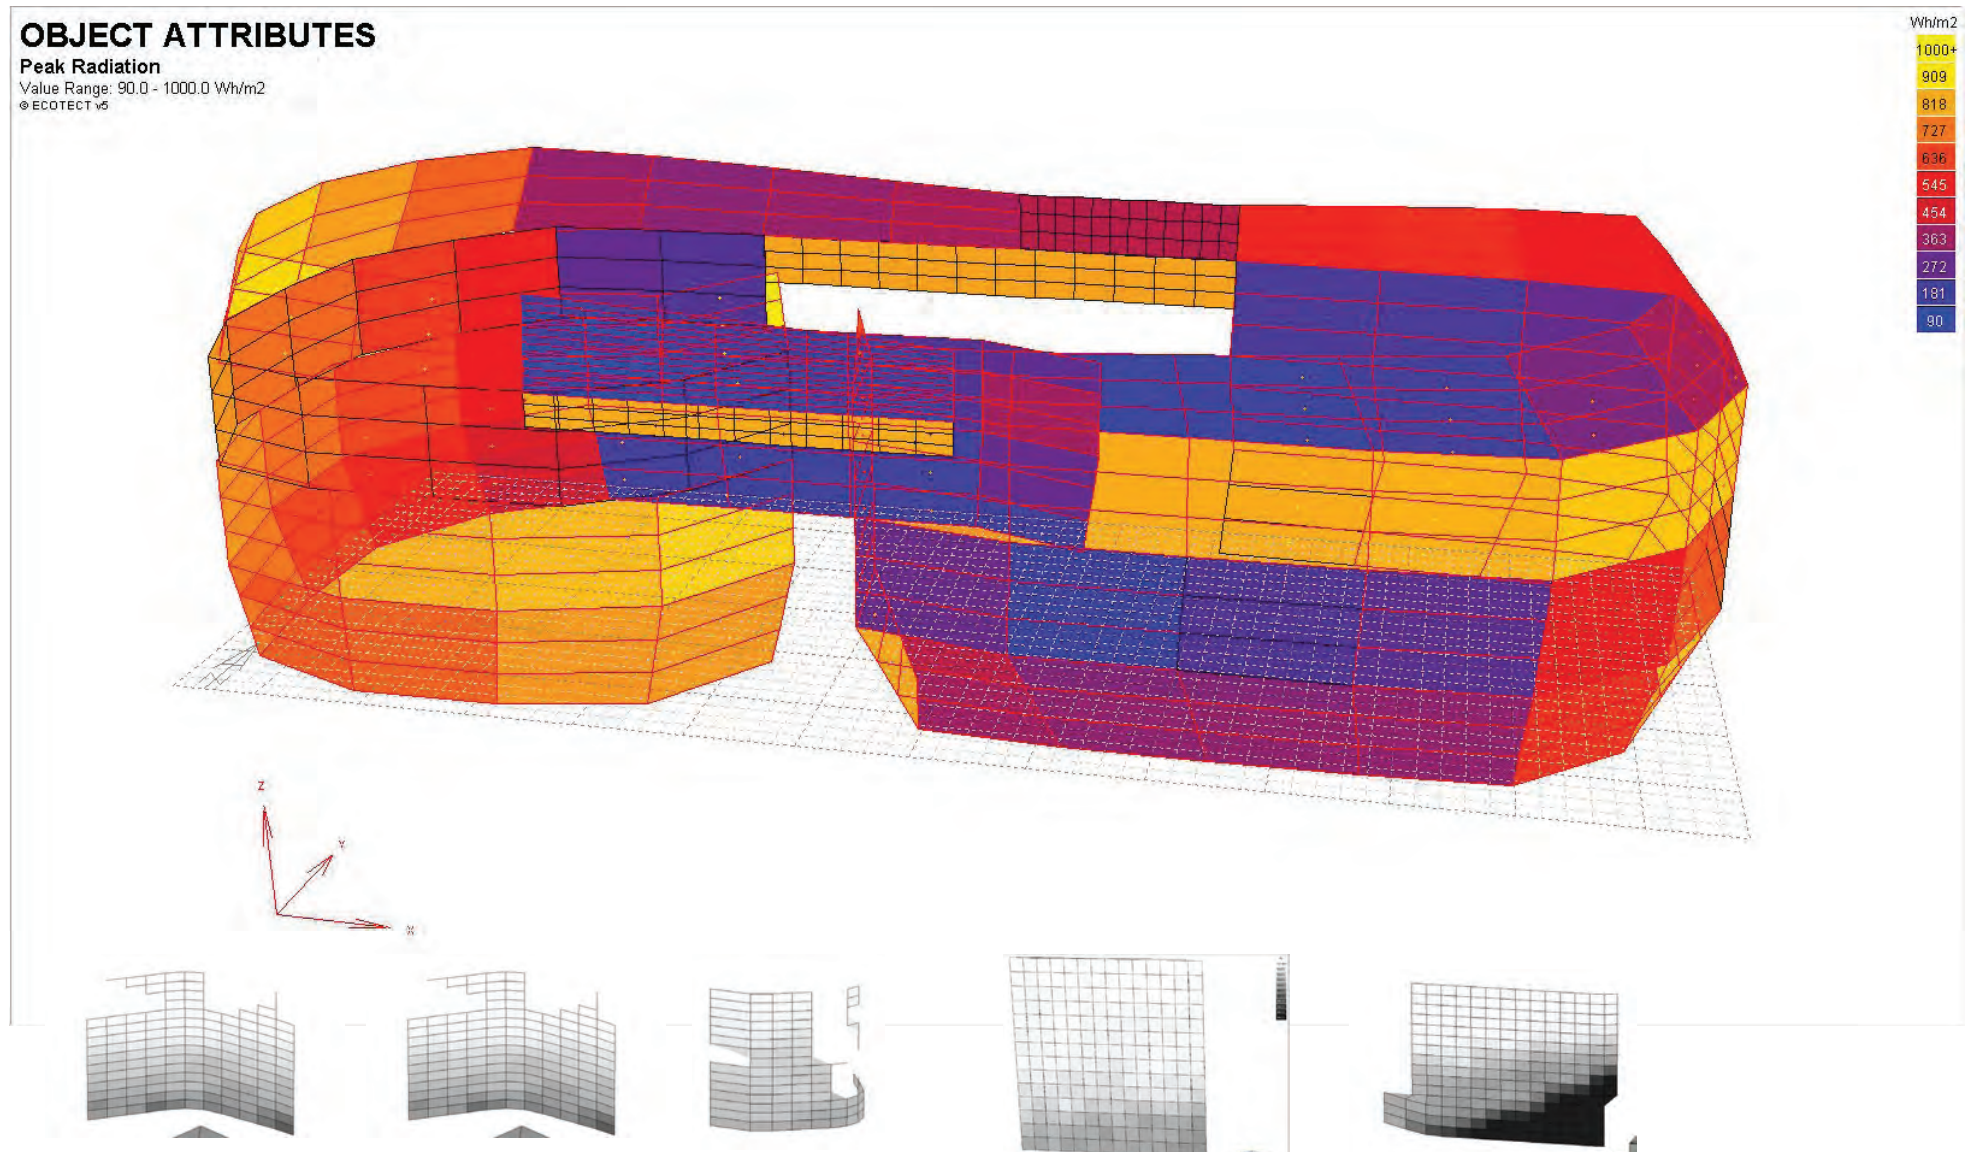 OBJECT ATTRIBUTES
Peak Radiation
Value Range: 90.0 - 1000.0 Wh/m2
© ECOTECT v5
Wh/m2
1000+
909
818
727
636
545
454
363
272
181
90
Z
Y
X